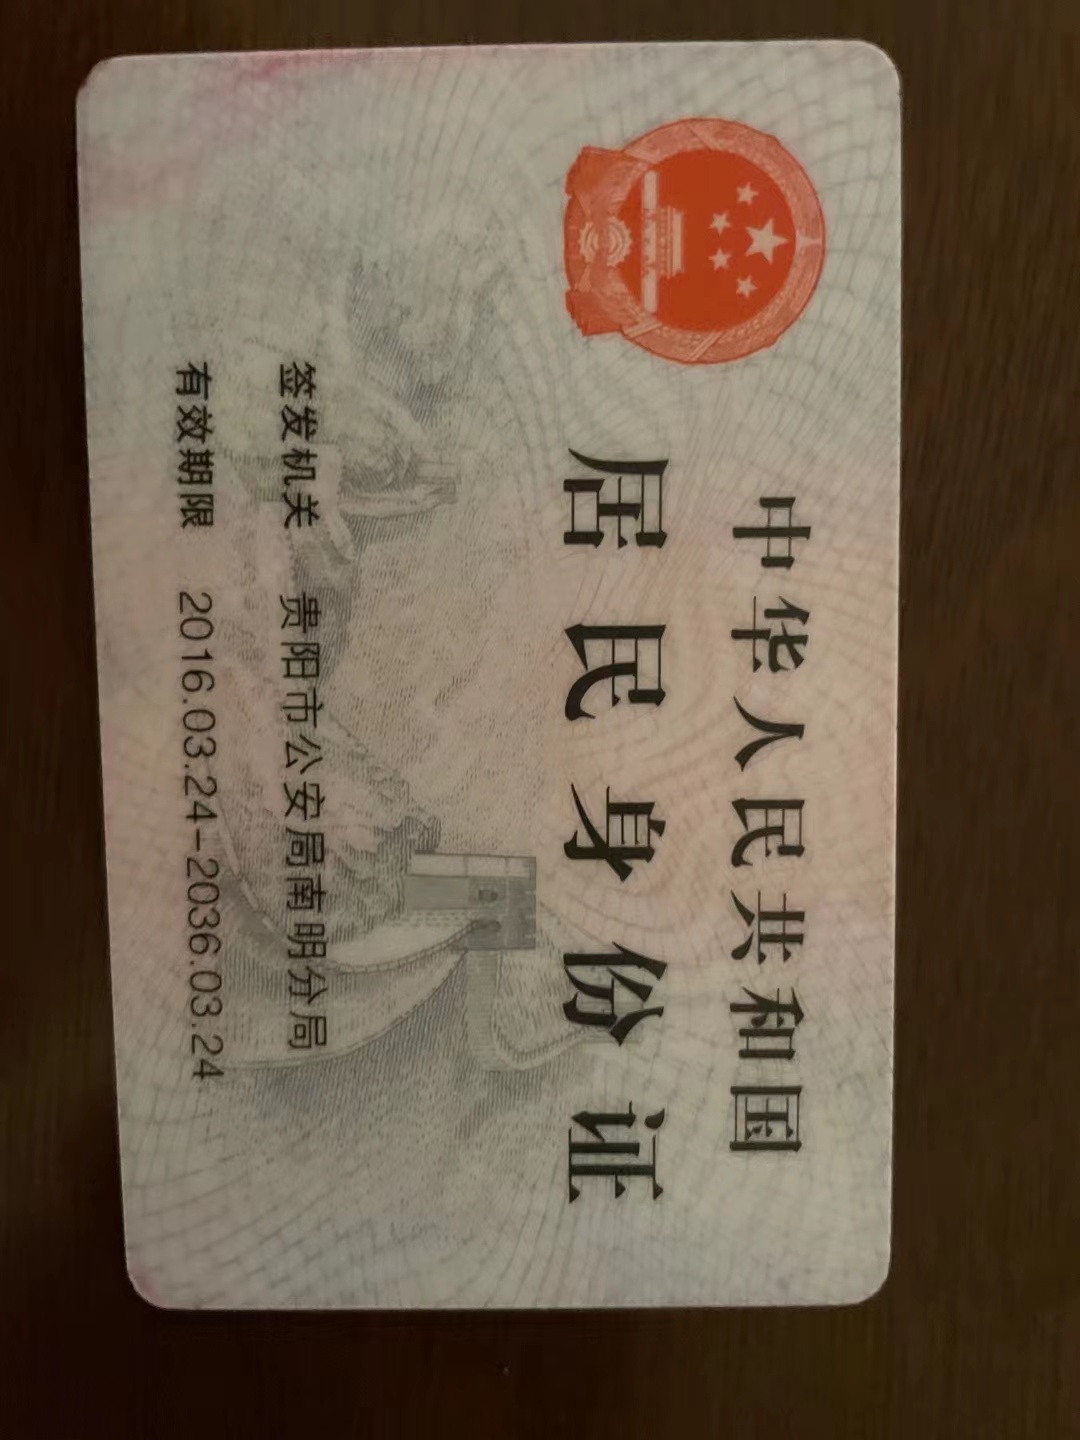 中华人民共和国
居民身份证
签发机关 贵阳市公安局南明分局
有效期限 2016.03.24-2036.03.24